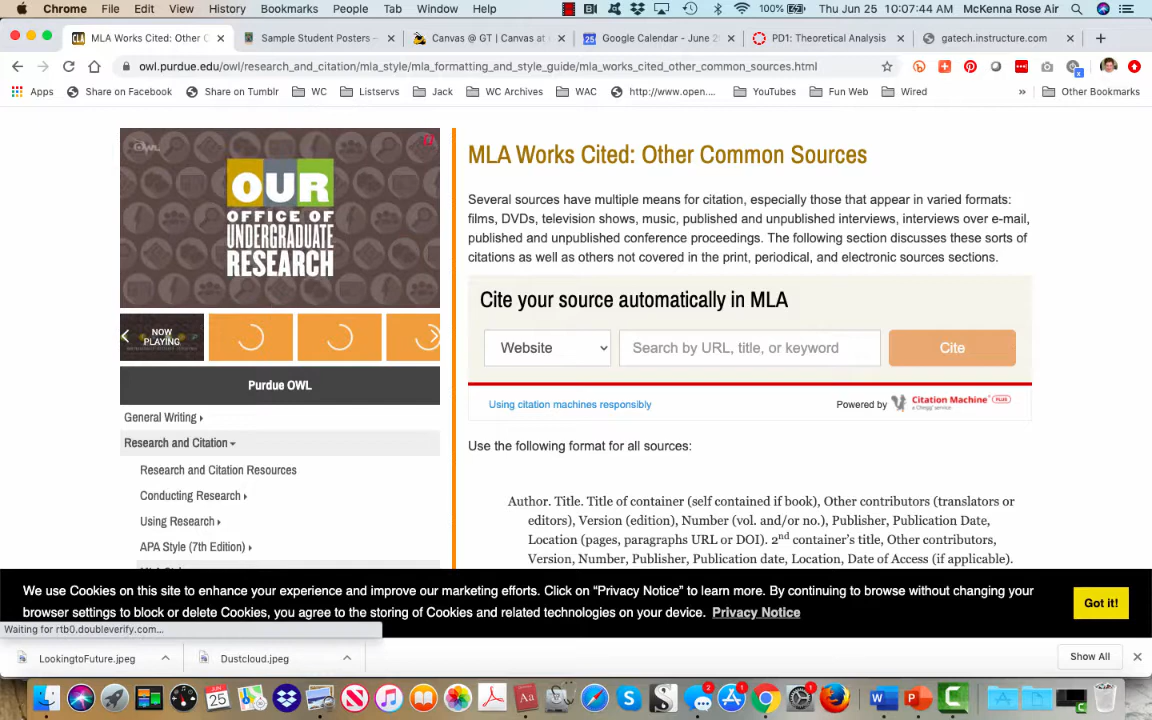 Chrome File Edit View History Bookmarks People Tab Window Help 100% Thu Jun 25 10:07:44 AM McKenna Rose Air
MLA Works Cited: Other C Sample Student Posters – Canvas @ GT | Canvas at Google Calendar - June 2 PD1: Theoretical Analysis gatech.instructure.com
owl.purdue.edu/owl/research_and_citation/mla_style/mla_formatting_and_style_guide/mla_works_cited_other_common_sources.html
Apps Share on Facebook Share on Tumblr WC Listservs Jack WC Archives WAC http://www.open.... YouTubes Fun Web Wired » Other Bookmarks
OWL
OUR
OFFICE OF
UNDERGRADUATE
RESEARCH
NOW
PLAYING
Purdue OWL
General Writing
Research and Citation
Research and Citation Resources
Conducting Research
Using Research
APA Style (7th Edition)
MLA Works Cited: Other Common Sources
Several sources have multiple means for citation, especially those that appear in varied formats:
films, DVDs, television shows, music, published and unpublished interviews, interviews over e-mail,
published and unpublished conference proceedings. The following section discusses these sorts of
citations as well as others not covered in the print, periodical, and electronic sources sections.
Cite your source automatically in MLA
Website Search by URL, title, or keyword Cite
Using citation machines responsibly Powered by Citation Machine PLUS
a Chegg service
Use the following format for all sources:
Author. Title. Title of container (self contained if book), Other contributors (translators or
editors), Version (edition), Number (vol. and/or no.), Publisher, Publication Date,
Location (pages, paragraphs URL or DOI). 2nd container's title, Other contributors,
Version, Number, Publisher, Publication date, Location, Date of Access (if applicable).
We use Cookies on this site to enhance your experience and improve our marketing efforts. Click on "Privacy Notice" to learn more. By continuing to browse without changing your
browser settings to block or delete Cookies, you agree to the storing of Cookies and related technologies on your device. Privacy Notice
Got it!
Waiting for rtb0.doubleverify.com...
LookingtoFuture.jpeg Dustcloud.jpeg Show All